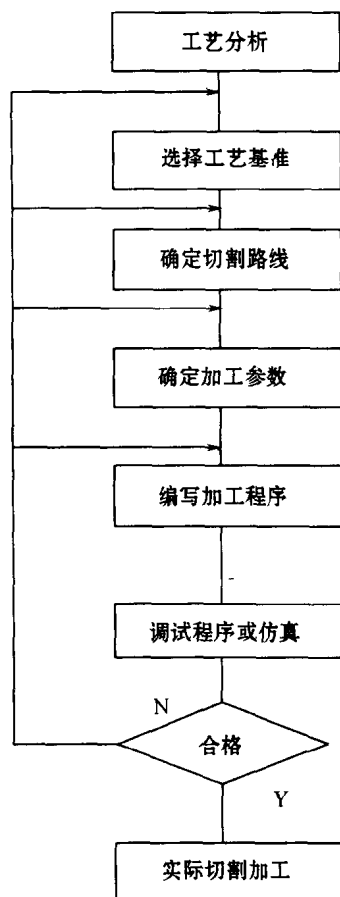 工艺分析
选择工艺基准
确定切割路线
确定加工参数
编写加工程序
调试程序或仿真
N
合格
Y
实际切割加工